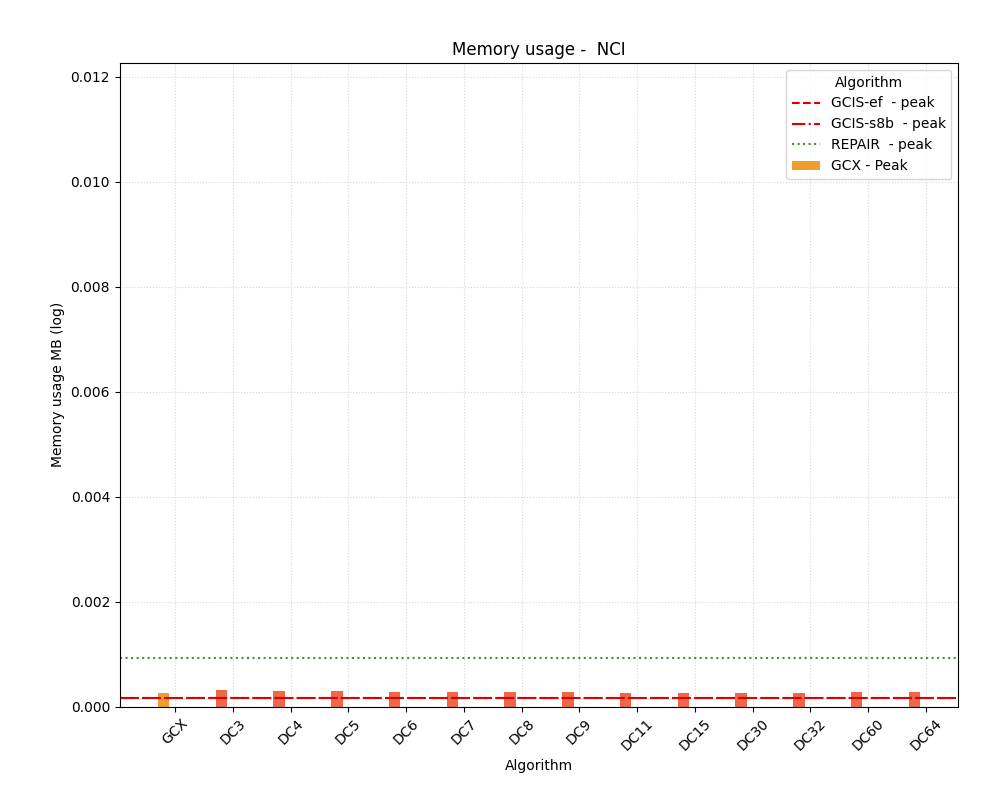 Memory usage -  NCI
Algorithm
GCIS-ef  - peak
GCIS-s8b  - peak
REPAIR  - peak
GCX - Peak
Memory usage MB (log)
0.012
0.010
0.008
0.006
0.004
0.002
0.000
GCX
DC3
DC4
DC5
DC6
DC7
DC8
DC9
DC11
DC15
DC30
DC32
DC60
DC64
Algorithm